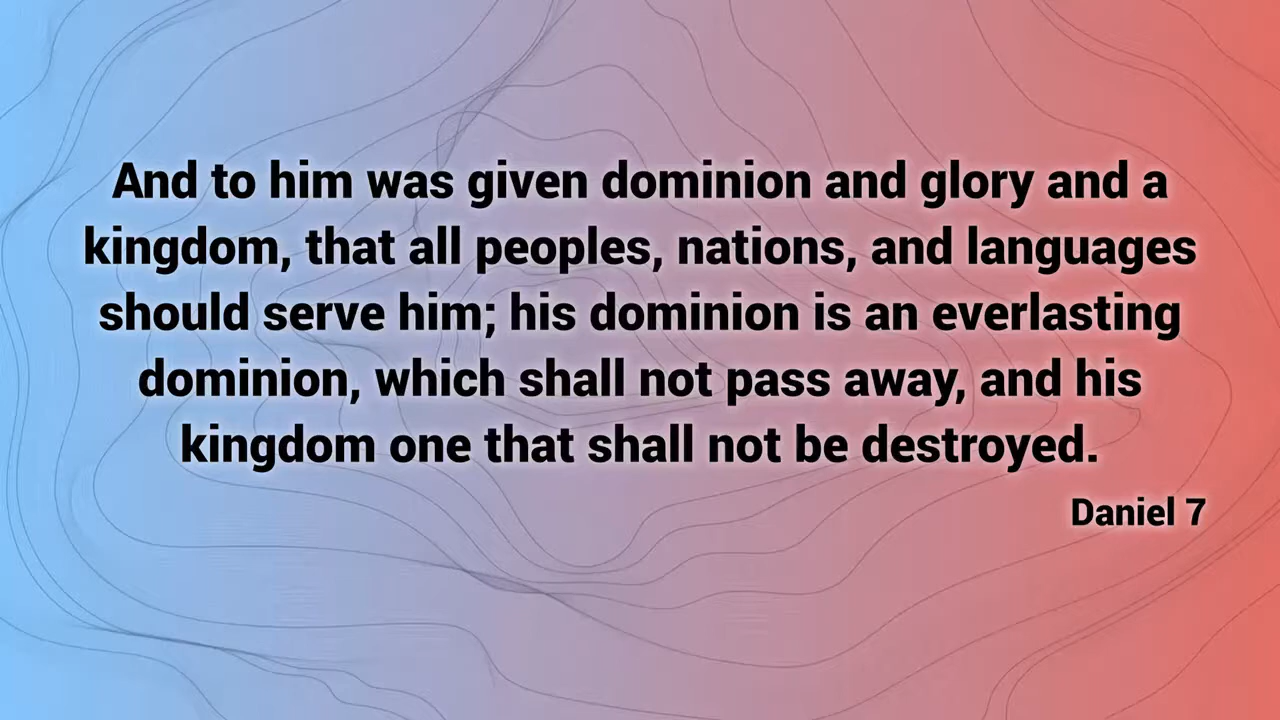 And to him was given dominion and glory and a
kingdom, that all peoples, nations, and languages
should serve him; his dominion is an everlasting
dominion, which shall not pass away, and his
kingdom one that shall not be destroyed.
Daniel 7